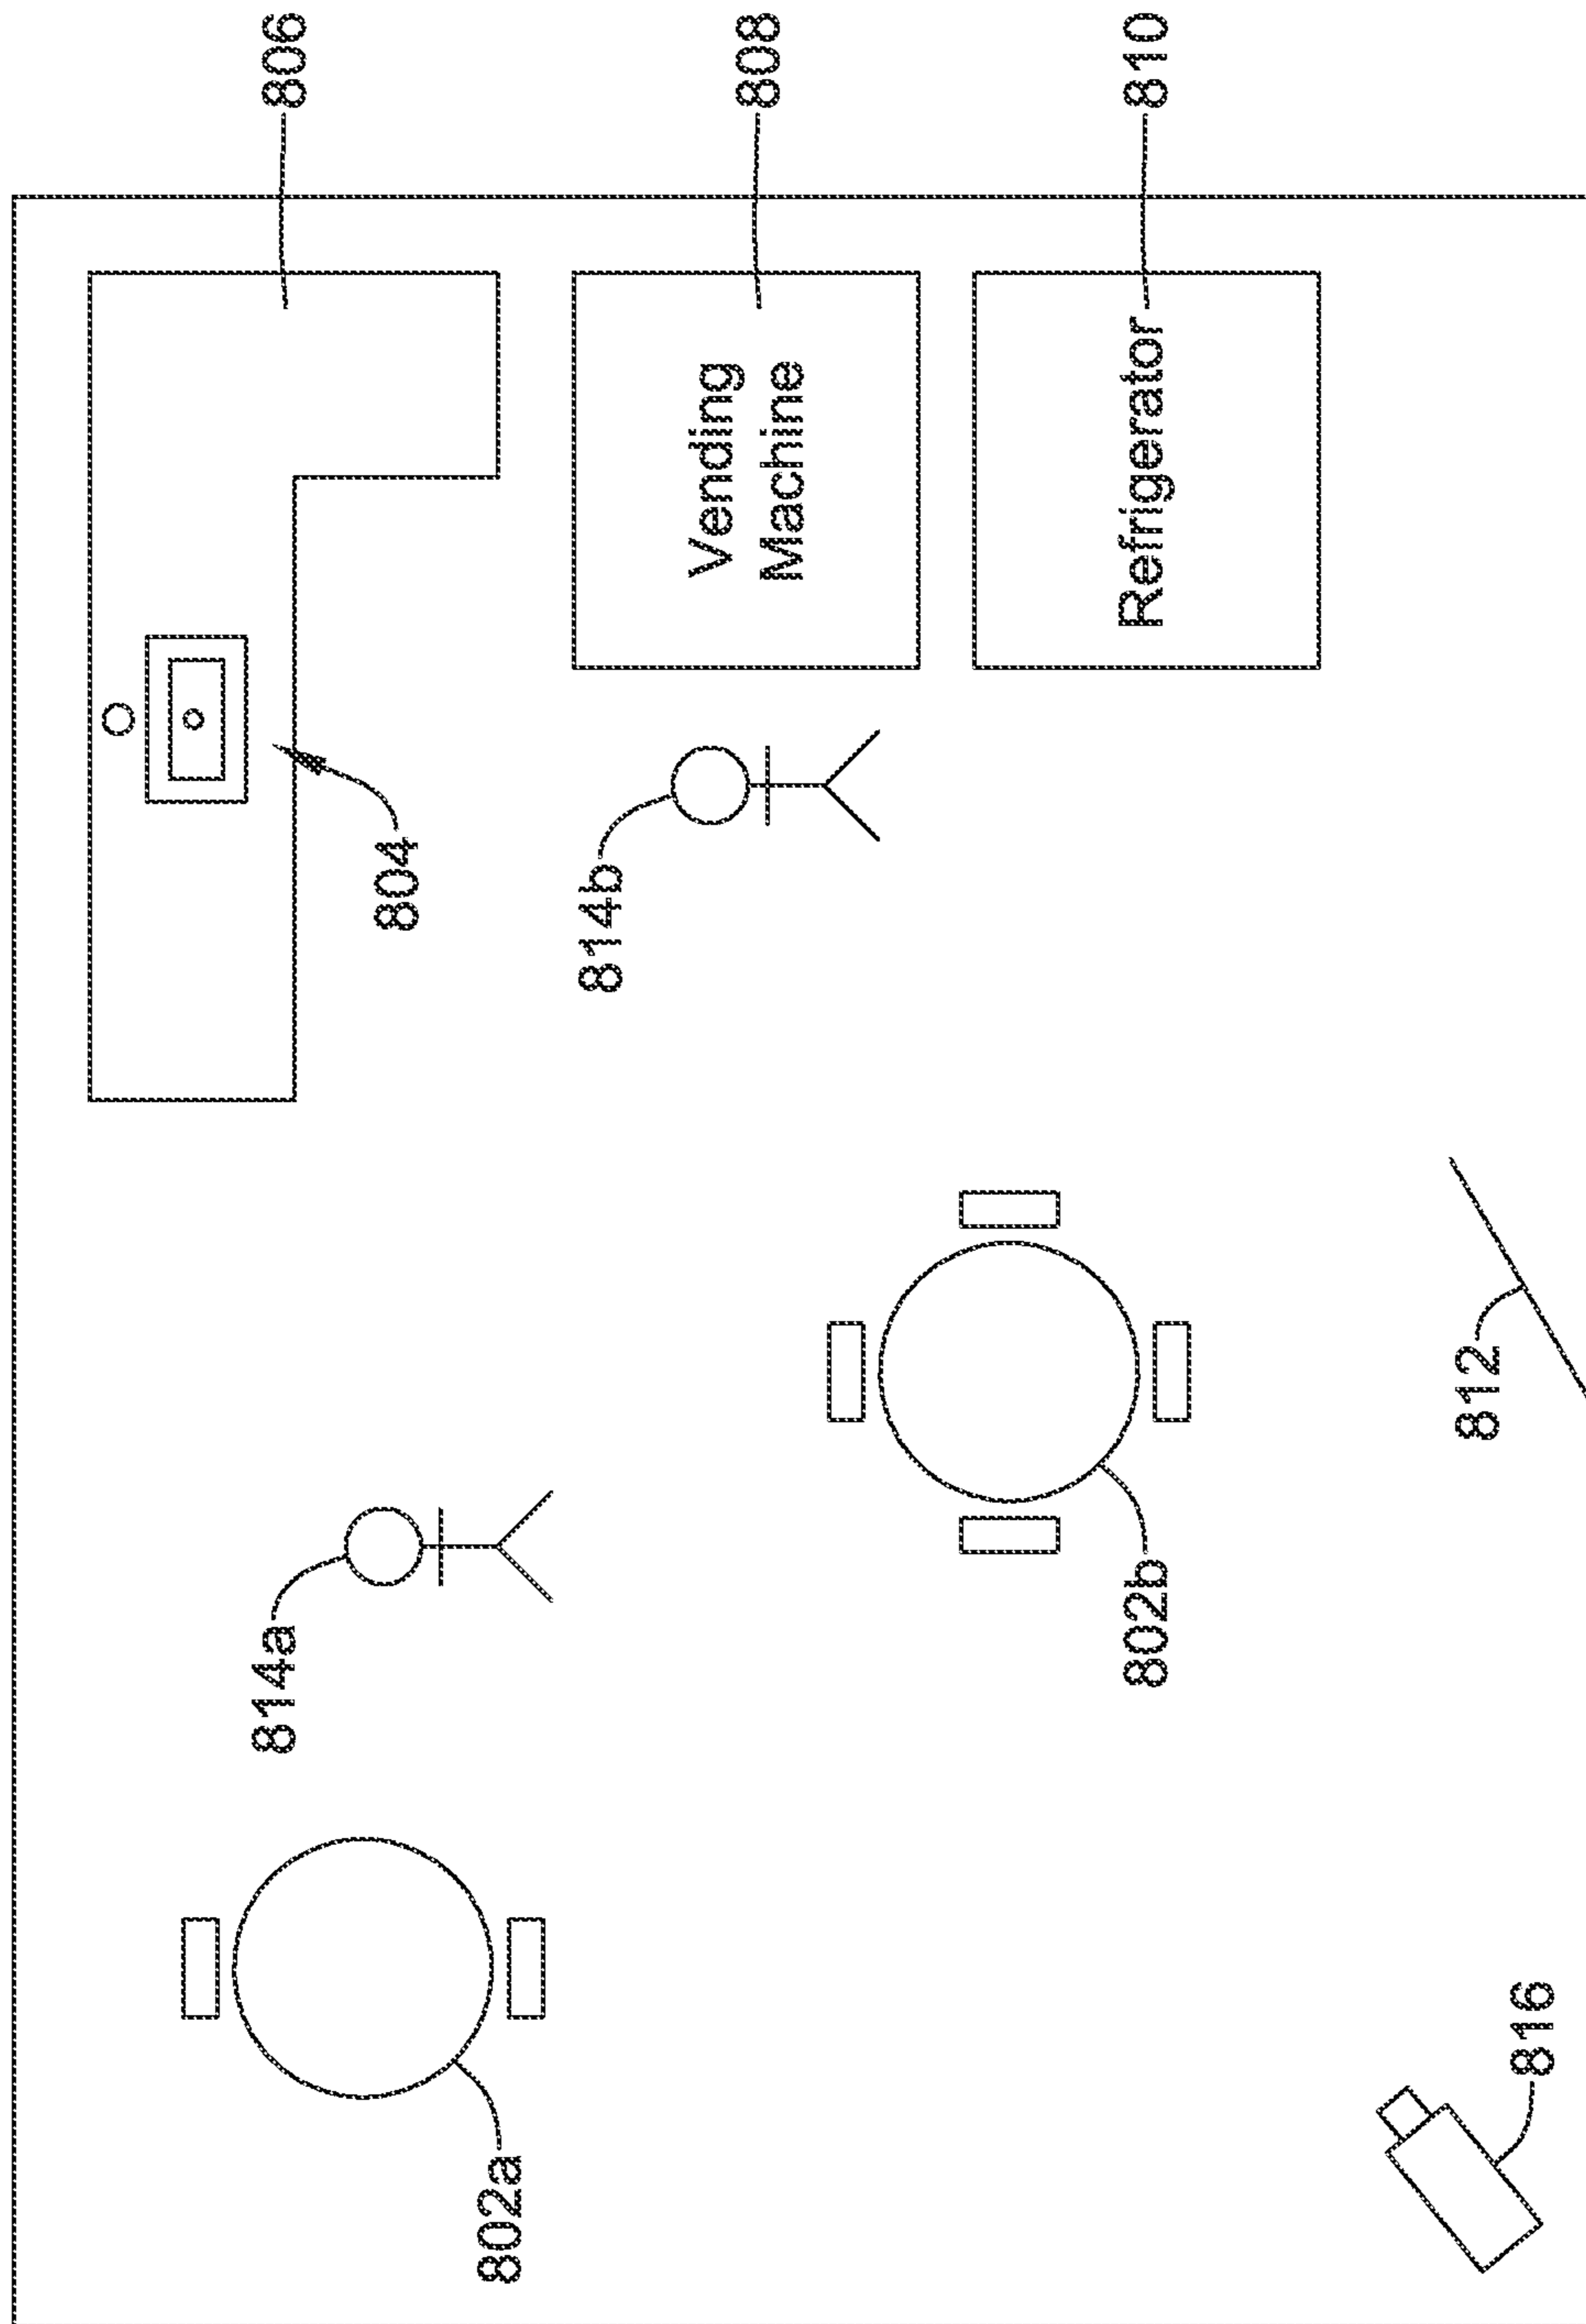 806
808
810
Vending
Machine
Refrigerator
804
814b
812
814a
802b
816
802a